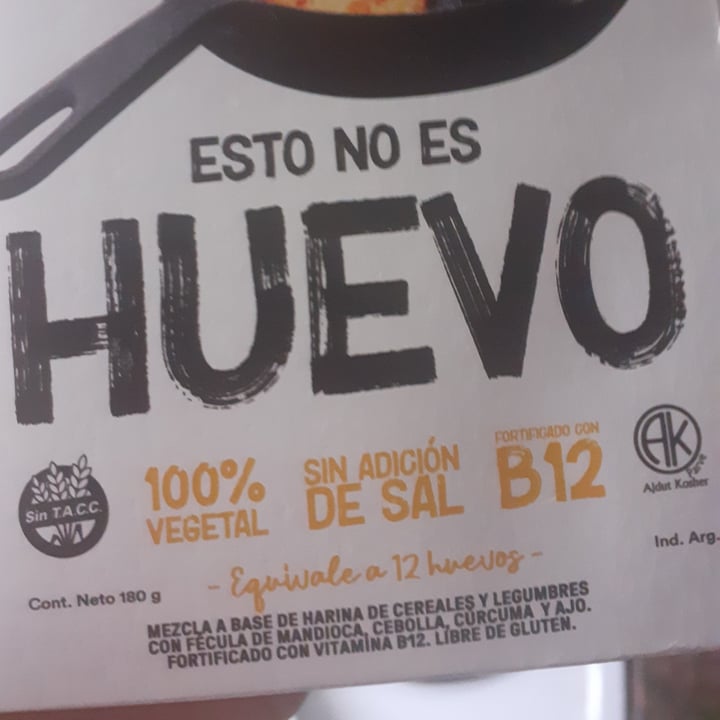 ESTO NO ES
HUEVO
Sin T.A.C.C.
100%
VEGETAL
SIN ADICIÓN
DE SAL
FORTIFICADO CON
B12
AK
Ajdut Kosher
Cont. Neto 180 g
- Equivale a 12 huevos -
Ind. Arg.
MEZCLA A BASE DE HARINA DE CEREALES Y LEGUMBRES
CON FÉCULA DE MANDIOCA, CEBOLLA, CÚRCUMA Y AJO.
FORTIFICADO CON VITAMINA B12. LIBRE DE GLUTEN.